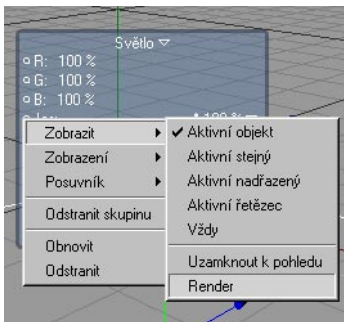 Světlo
R: 100 %
G: 100 %
B: 100 %
100 %
Zobrazit
Zobrazení
Posuvník
Odstranit skupinu
Obnovit
Odstranit
Aktivní objekt
Aktivní stejný
Aktivní nadřazený
Aktivní řetězec
Vždy
Uzamknout k pohledu
Render